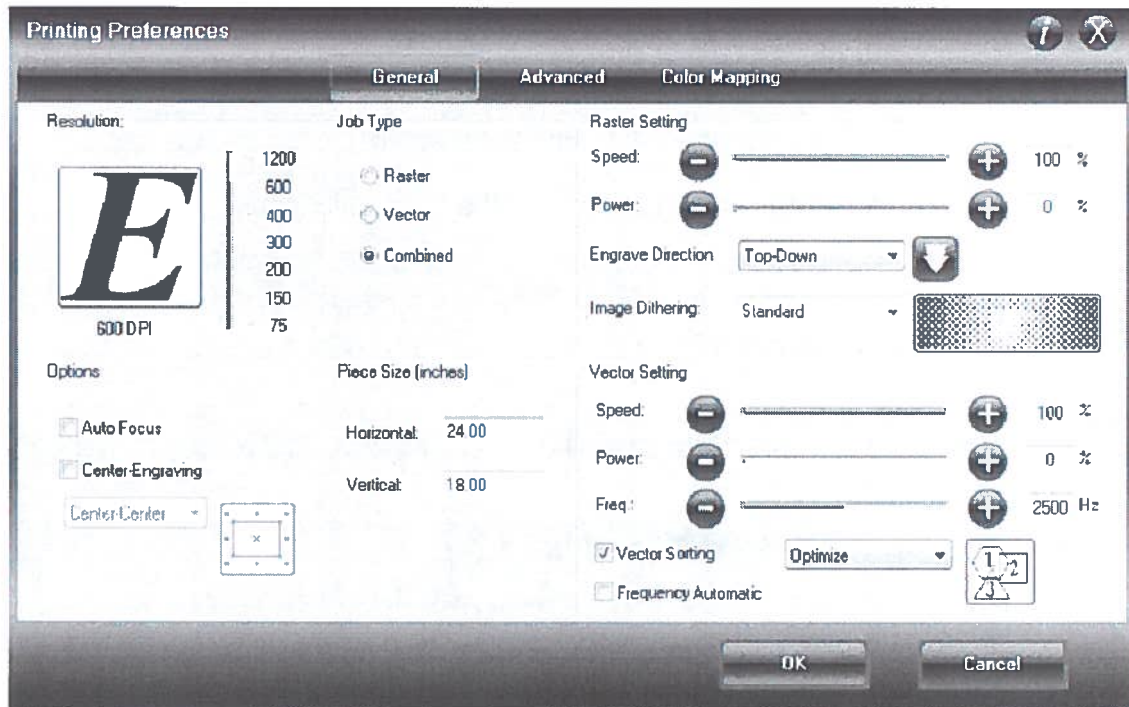 Printing Preferences
i X
General Advanced Color Mapping
Resolution:
E
1200
600
400
300
200
150
75
600 DPI
Job Type
Raster
Vector
Combined
Options
Auto Focus
Center-Engraving
Center-Center
Piece Size (inches)
Horizontal: 24.00
Vertical: 18.00
Raster Setting
Speed: 100 %
Power: 0 %
Engrave Direction Top-Down
Image Dithering: Standard
Vector Setting
Speed: 100 %
Power: 0 %
Freq.: 2500 Hz
Vector Sorting Optimize
1 2
3
Frequency Automatic
OK Cancel